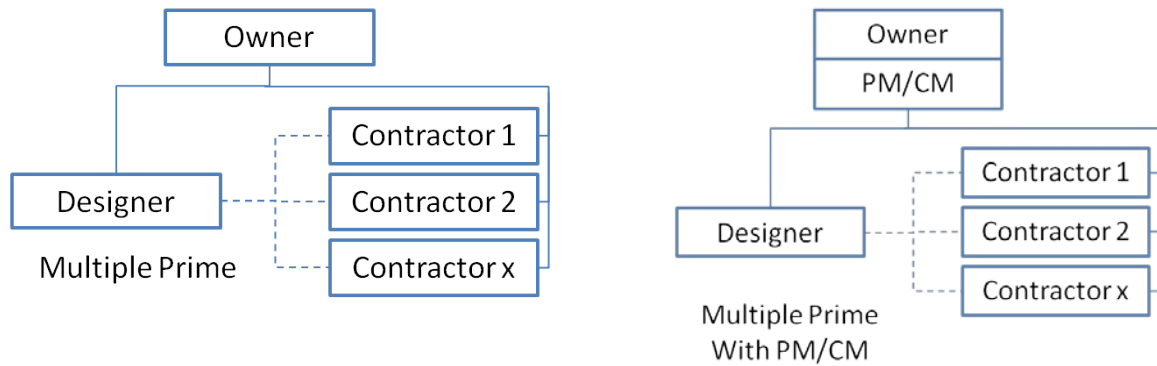 Owner
Contractor 1
Designer
Contractor 2
Contractor x
Multiple Prime
Owner
PM/CM
Contractor 1
Designer
Contractor 2
Contractor x
Multiple Prime
With PM/CM